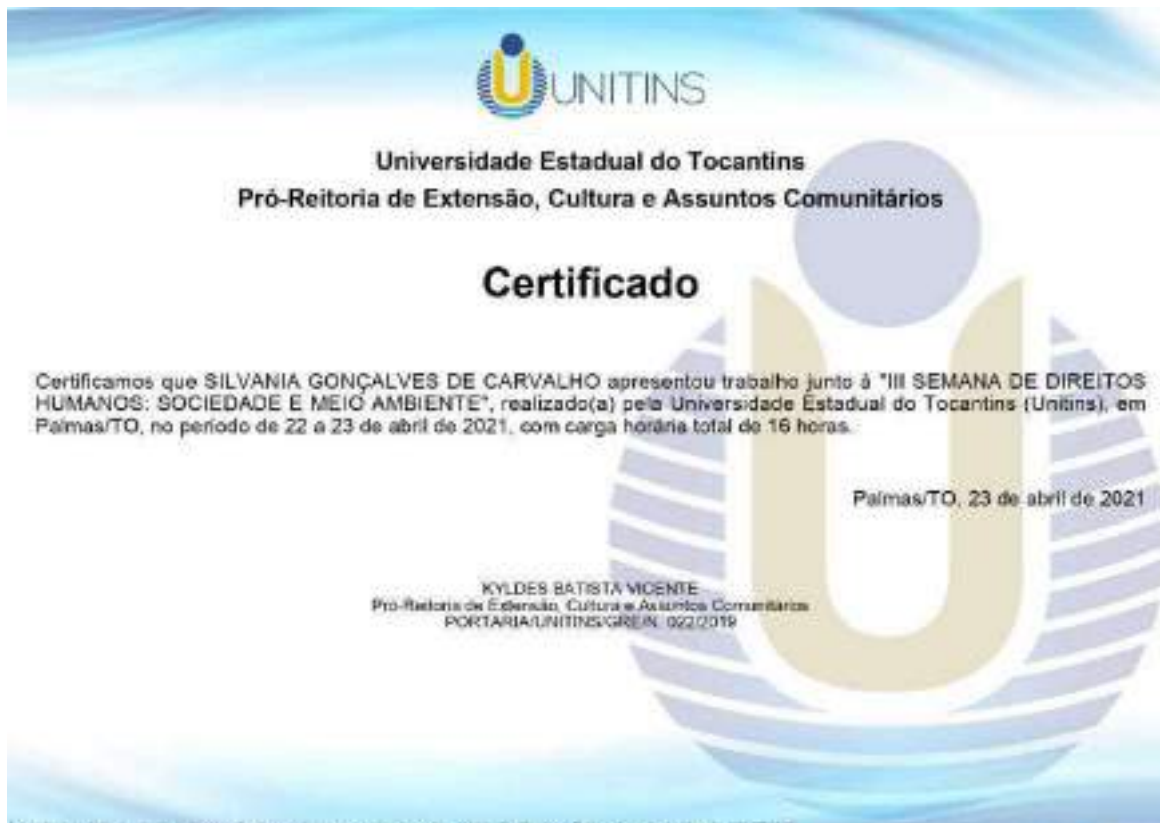 UNITINS
Universidade Estadual do Tocantins
Pró-Reitoria de Extensão, Cultura e Assuntos Comunitários
Certificado
Certificamos que SILVANIA GONÇALVES DE CARVALHO apresentou trabalho junto à "III SEMANA DE DIREITOS
HUMANOS: SOCIEDADE E MEIO AMBIENTE", realizado(a) pela Universidade Estadual do Tocantins (Unitins), em
Palmas/TO, no período de 22 a 23 de abril de 2021, com carga horária total de 16 horas.
Palmas/TO, 23 de abril de 2021
KYLDES BATISTA VICENTE
Pró-Reitoria de Extensão, Cultura e Assuntos Comunitários
PORTARIA/UNITINS/GRE/N. 022/2019